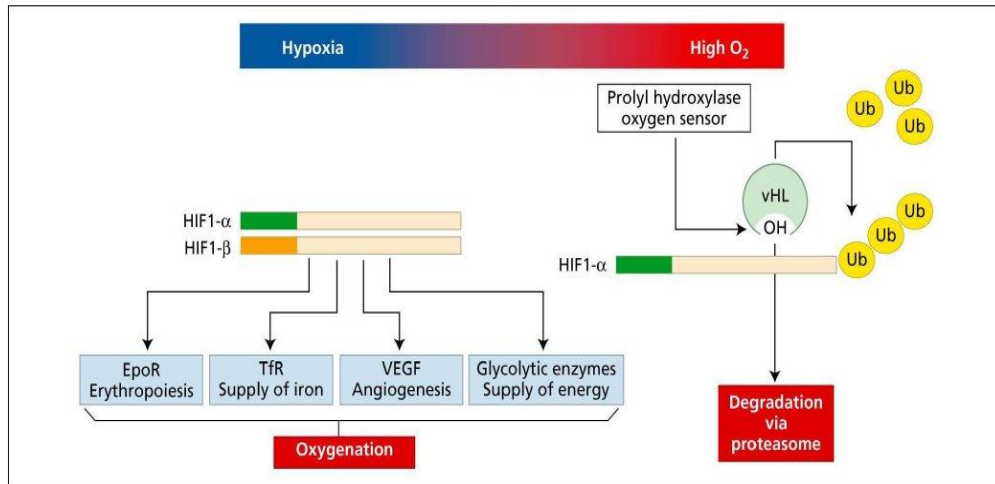 Hypoxia
High O₂
Prolyl hydroxylase
oxygen sensor
Ub
Ub
Ub
vHL
OH
HIF1-α
HIF1-β
Ub
Ub
Ub
HIF1-α
EpoR
Erythropoiesis
TfR
Supply of iron
VEGF
Angiogenesis
Glycolytic enzymes
Supply of energy
Oxygenation
Degradation
via
proteasome